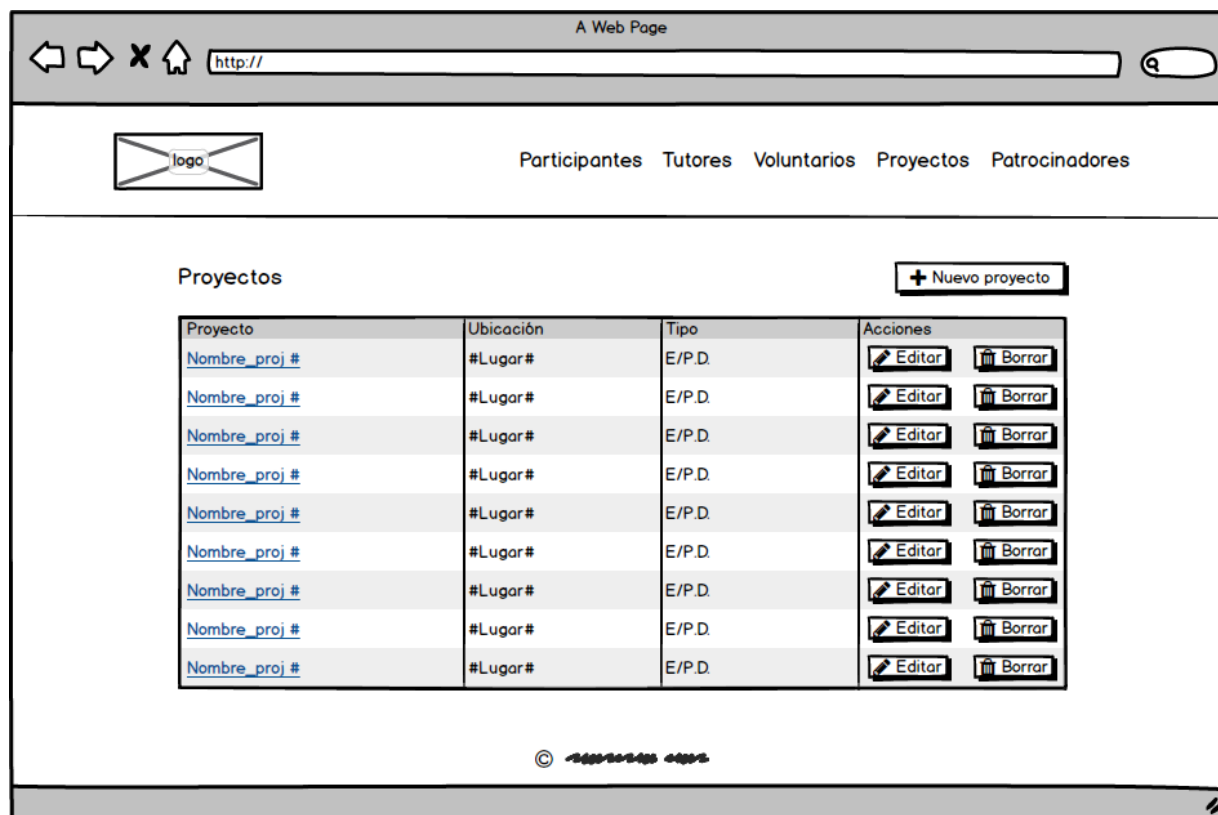 A Web Page
http://
logo
Participantes Tutores Voluntarios Proyectos Patrocinadores
Proyectos
Nuevo proyecto
Proyecto Ubicación Tipo Acciones
Nombre_proj # #Lugar# E/P.D. Editar Borrar
Nombre_proj # #Lugar# E/P.D. Editar Borrar
Nombre_proj # #Lugar# E/P.D. Editar Borrar
Nombre_proj # #Lugar# E/P.D. Editar Borrar
Nombre_proj # #Lugar# E/P.D. Editar Borrar
Nombre_proj # #Lugar# E/P.D. Editar Borrar
Nombre_proj # #Lugar# E/P.D. Editar Borrar
Nombre_proj # #Lugar# E/P.D. Editar Borrar
Nombre_proj # #Lugar# E/P.D. Editar Borrar
©